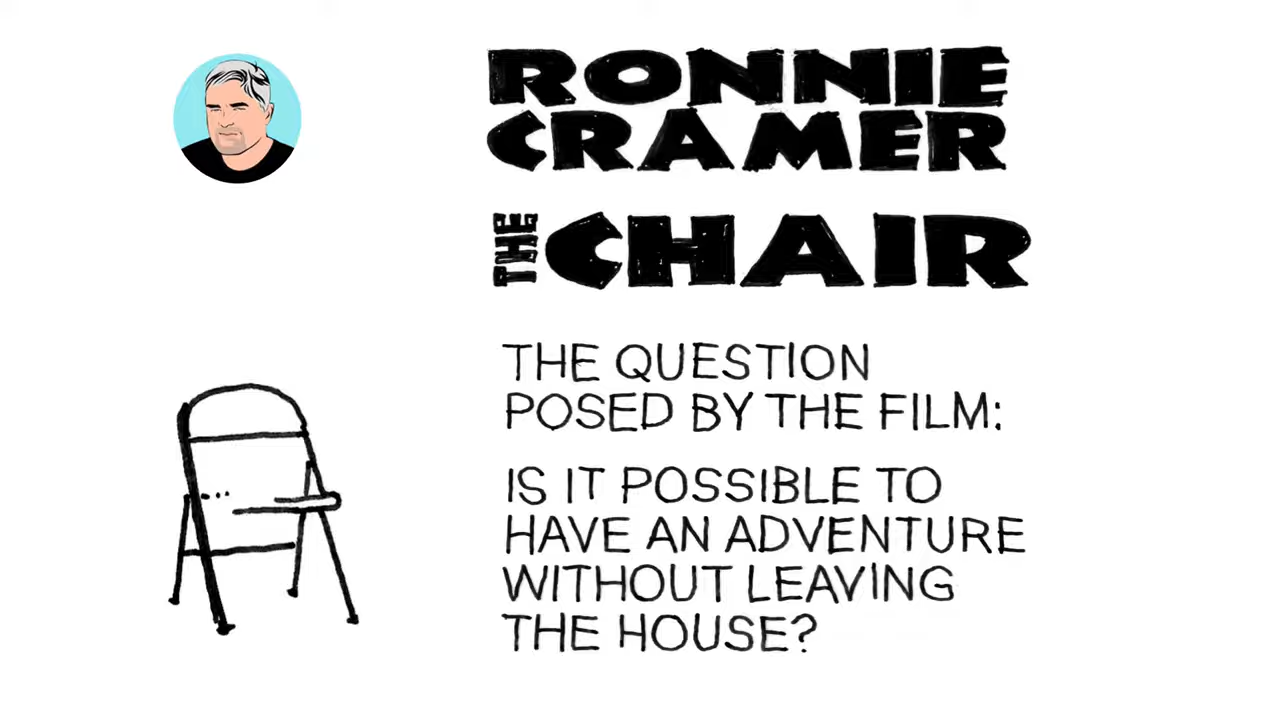 RONNIE
CRAMER
THE CHAIR
THE QUESTION
POSED BY THE FILM:
IS IT POSSIBLE TO
HAVE AN ADVENTURE
WITHOUT LEAVING
THE HOUSE?